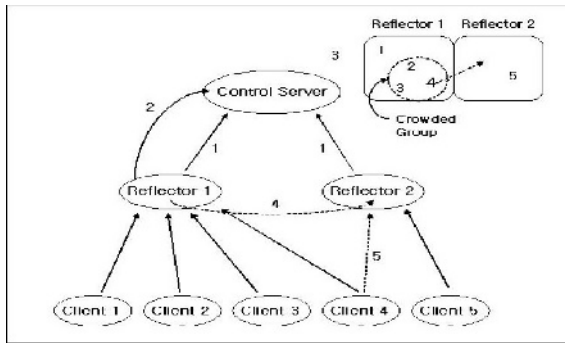 Reflector 1 Reflector 2
1
2
3 4
5
Crowded
Group
3
Control Server
2
1 1
Reflector 1 Reflector 2
4
5
Client 1 Client 2 Client 3 Client 4 Client 5